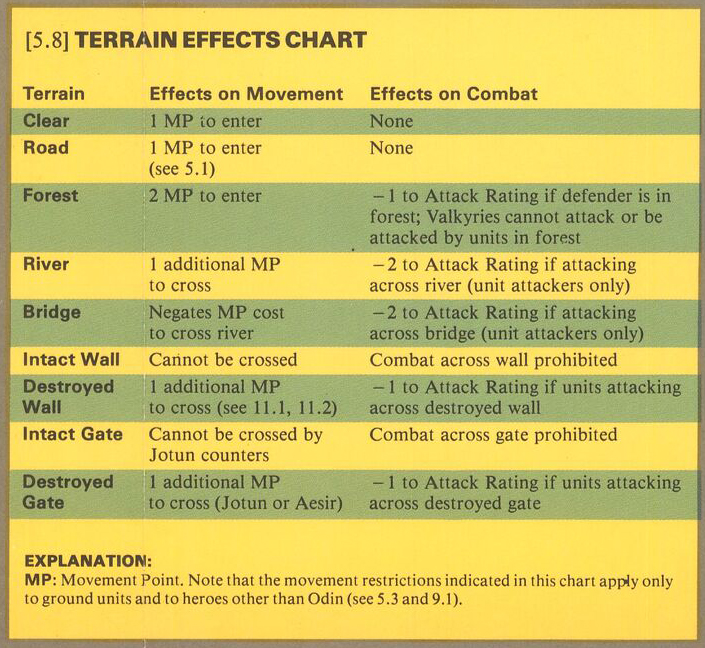 [5.8] TERRAIN EFFECTS CHART
Terrain Effects on Movement Effects on Combat
Clear 1 MP to enter None
Road 1 MP to enter None
(see 5.1)
Forest 2 MP to enter −1 to Attack Rating if defender is in
forest; Valkyries cannot attack or be
attacked by units in forest
River 1 additional MP −2 to Attack Rating if attacking
to cross across river (unit attackers only)
Bridge Negates MP cost −2 to Attack Rating if attacking
to cross river across bridge (unit attackers only)
Intact Wall Cannot be crossed Combat across wall prohibited
Destroyed 1 additional MP −1 to Attack Rating if units attacking
Wall to cross (see 11.1, 11.2) across destroyed wall
Intact Gate Cannot be crossed by Combat across gate prohibited
Jotun counters
Destroyed 1 additional MP −1 to Attack Rating if units attacking
Gate to cross (Jotun or Aesir) across destroyed gate
EXPLANATION:
MP: Movement Point. Note that the movement restrictions indicated in this chart apply only
to ground units and to heroes other than Odin (see 5.3 and 9.1).